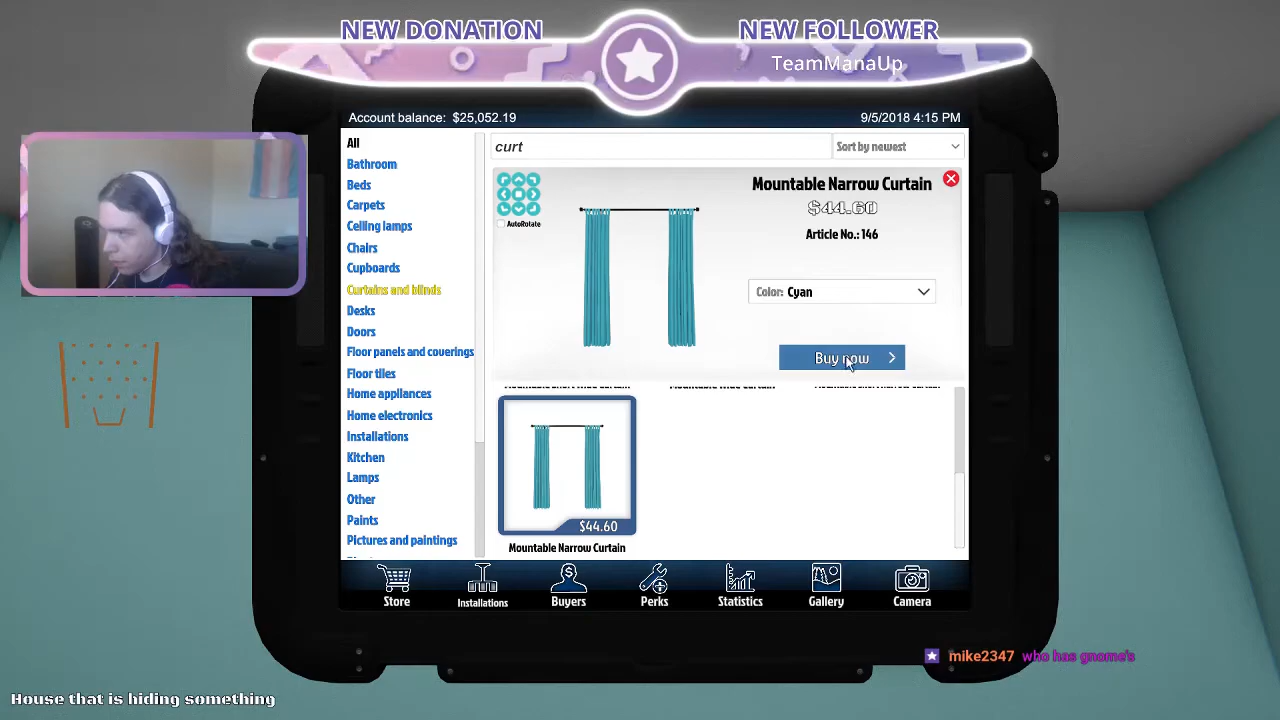 NEW DONATION
NEW FOLLOWER
TeamManaUp
Account balance: $25,052.19
9/5/2018 4:15 PM
All
Bathroom
Beds
Carpets
Ceiling lamps
Chairs
Cupboards
Curtains and blinds
Desks
Doors
Floor panels and coverings
Floor tiles
Home appliances
Home electronics
Installations
Kitchen
Lamps
Other
Paints
Pictures and paintings
curt
Sort by newest
AutoRotate
Mountable Narrow Curtain
$44.60
Article No.: 146
Color: Cyan
Buy now
$44.60
Mountable Narrow Curtain
Store
Installations
Buyers
Perks
Statistics
Gallery
Camera
mike2347 who has gnome's
House that is hiding something